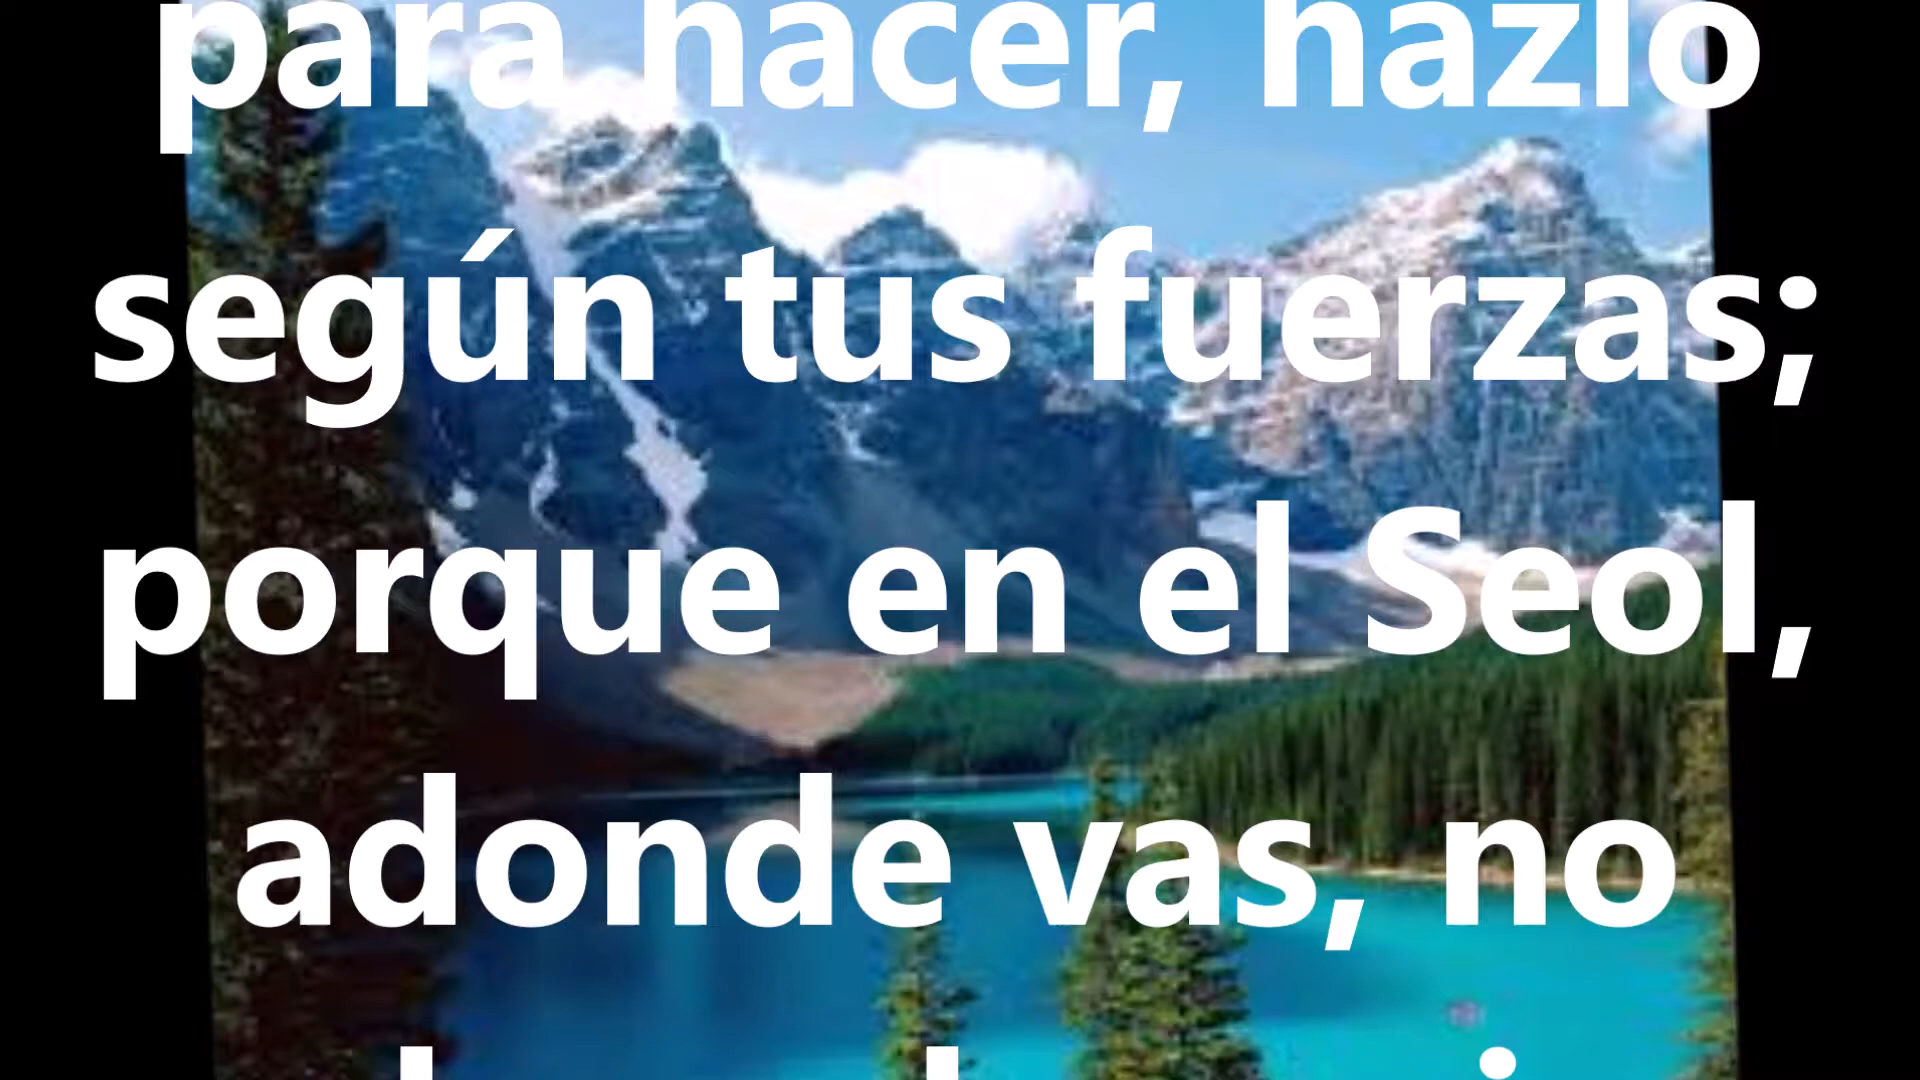 para hacer, hazlo
según tus fuerzas;
porque en el Seol,
adonde vas, no